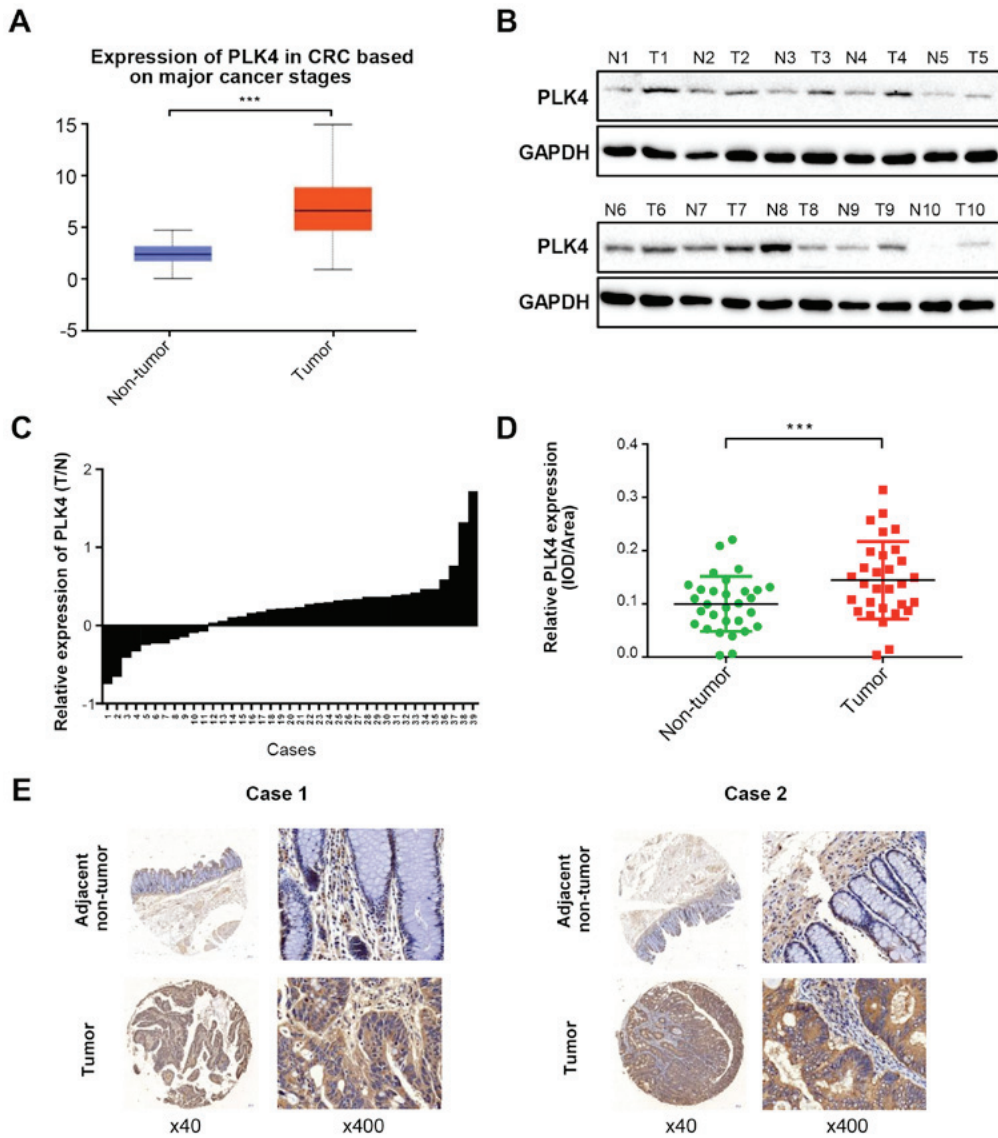 A
Expression of PLK4 in CRC based
on major cancer stages
***
15
10
5
0
-5
Non-tumor
Tumor
B
N1 T1 N2 T2 N3 T3 N4 T4 N5 T5
PLK4
GAPDH
N6 T6 N7 T7 N8 T8 N9 T9 N10 T10
PLK4
GAPDH
C
Relative expression of PLK4 (T/N)
2
1
0
-1
1 2 3 4 5 6 7 8 9 10 11 12 13 14 15 16 17 18 19 20 21 22 23 24 25 26 27 28 29 30 31 32 33 34 35 36 37 38 39
Cases
D
Relative PLK4 expression
(IOD/Area)
***
0.4
0.3
0.2
0.1
0.0
Non-tumor
Tumor
E
Case 1
Case 2
Adjacent
non-tumor
Adjacent
non-tumor
Tumor
Tumor
x40
x400
x40
x400